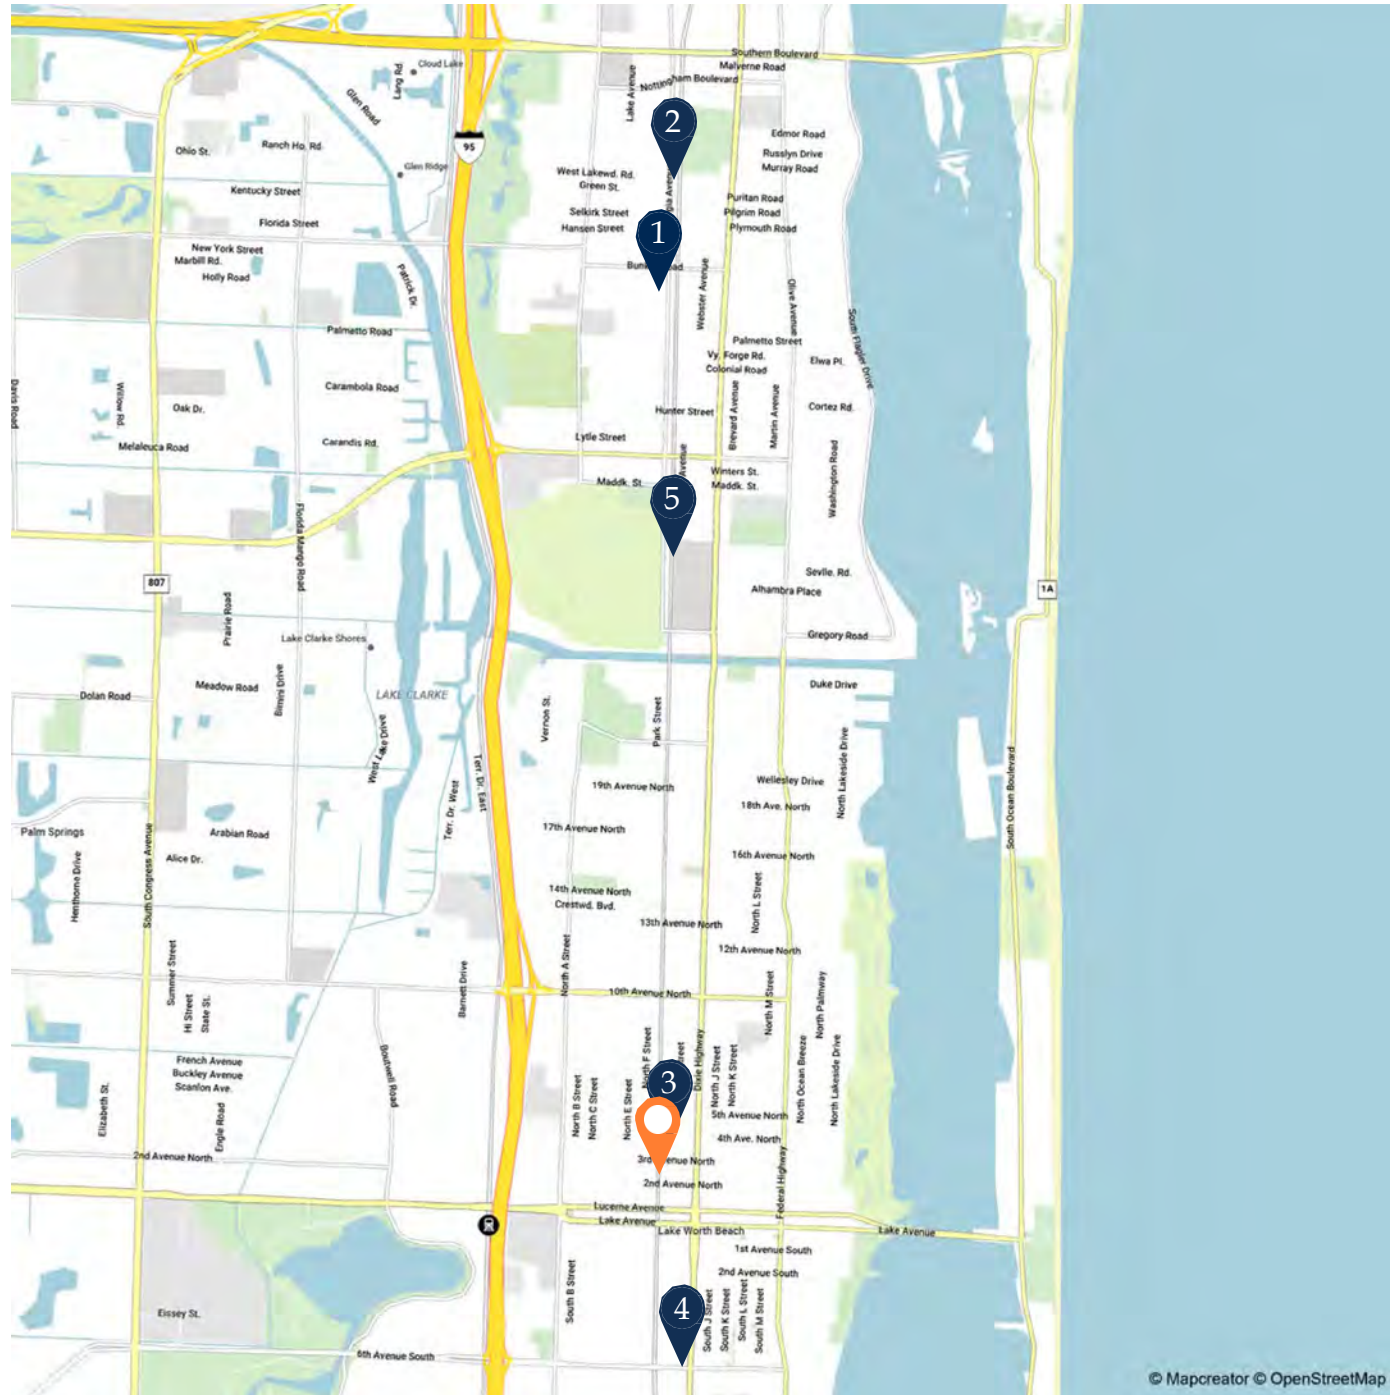 Southern Boulevard
Malverne Road
Nottingham Boulevard
Cloud Lake
Lang Rd.
Lake Avenue
Glen Road
95
2
Edmor Road
Ohio St.
Ranch Ho. Rd.
Russlyn Drive
Murray Road
Glen Ridge
West Lakewd. Rd.
Green St.
Kentucky Street
Puritan Road
Pilgrim Road
Plymouth Road
Selkirk Street
Hansen Street
Florida Street
1
New York Street
Marbill Rd.
Holly Road
Patrick Dr.
Webster Avenue
Olive Avenue
South Flagler Drive
Palmetto Road
Palmetto Street
Vy. Forge Rd.
Colonial Road
Elwa Pl.
Davis Road
Willow Rd.
Carambola Road
Oak Dr.
Hunter Street
Brevard Avenue
Martin Avenue
Cortez Rd.
Melaleuca Road
Carandis Rd.
Lytle Street
Avenue
Washington Road
Winters St.
Maddk. St.
Maddk. St.
5
Florida Mango Road
807
Sevlle. Rd.
Alhambra Place
1A
Prairie Road
Lake Clarke Shores
Gregory Road
Dolan Road
Meadow Road
Bimini Drive
LAKE CLARKE
Duke Drive
Vernon St.
Park Street
West Lake Drive
Terr. Dr. East
Terr. Dr. West
North Lakeside Drive
South Ocean Boulevard
19th Avenue North
Wellesley Drive
18th Ave. North
Palm Springs
Arabian Road
17th Avenue North
16th Avenue North
Alice Dr.
Henthorne Drive
South Congress Avenue
14th Avenue North
Crestwd. Bvd.
North L Street
13th Avenue North
12th Avenue North
North A Street
Summer Street
Hi Street
State St.
Barnett Drive
10th Avenue North
North M Street
North Palmway
French Avenue
Buckley Avenue
Scanlon Ave.
Boutwell Road
North F Street
Dixie Highway
North J Street
North K Street
North Ocean Breeze
North Lakeside Drive
3
Elizabeth St.
Engle Road
North B Street
North C Street
North E Street
5th Avenue North
4th Ave. North
2nd Avenue North
2nd Avenue North
Federal Highway
Lucerne Avenue
Lake Avenue
Lake Worth Beach
Lake Avenue
1st Avenue South
2nd Avenue South
South B Street
4
South J Street
South K Street
South L Street
South M Street
Eissey St.
6th Avenue South
© Mapcreator © OpenStreetMap